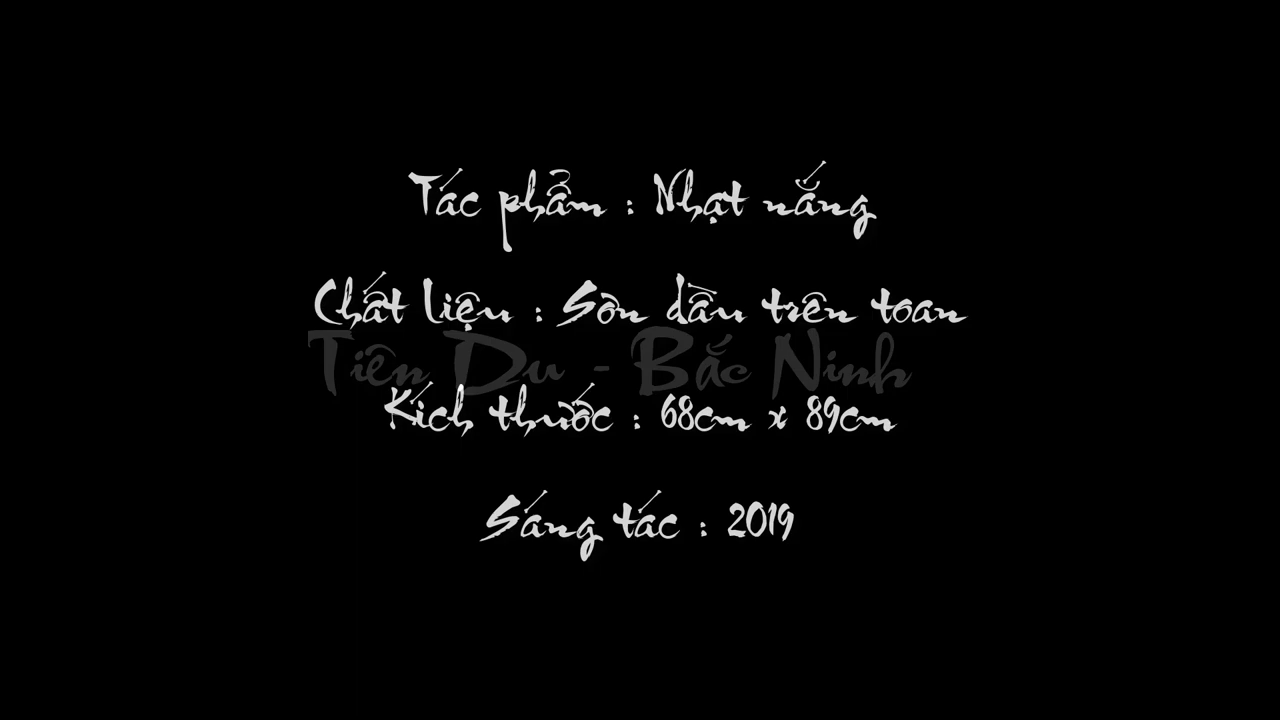 Tác phẩm : Nhạt nắng
Chất liệu : Sơn dầu trên toan
Tiên Du - Bắc Ninh
Kích thước : 68cm x 89cm
Sáng tác : 2019